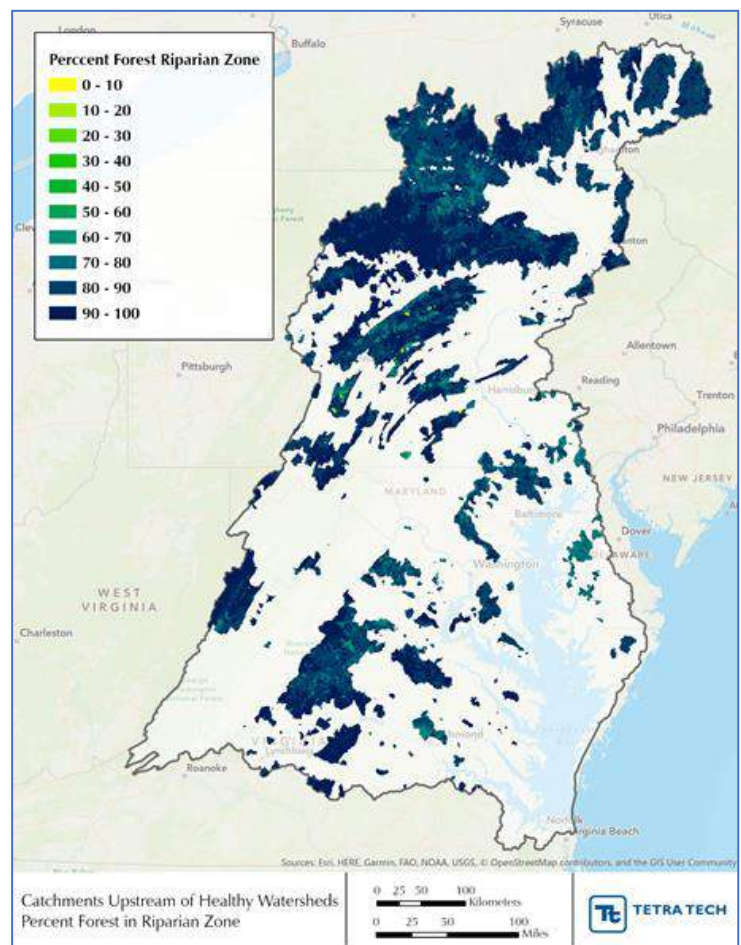 London
Syracuse
Utica
Buffalo
Perccent Forest Riparian Zone
0 - 10
10 - 20
20 - 30
30 - 40
40 - 50
50 - 60
60 - 70
70 - 80
80 - 90
90 - 100
Pittsburgh
Allentown
Harrisburg
Reading
Trenton
Philadelphia
NEW JERSEY
MARYLAND
Baltimore
Dover
Washington
WEST
VIRGINIA
Charleston
Lynchburg
Roanoke
Norfolk
Virginia Beach
Sources: Esri, HERE, Garmin, FAO, NOAA, USGS, © OpenStreetMap contributors, and the GIS User Community
Catchments Upstream of Healthy Watersheds
Percent Forest in Riparian Zone
0 25 50 100
Kilometers
0 25 50 100
Miles
Tt TETRA TECH